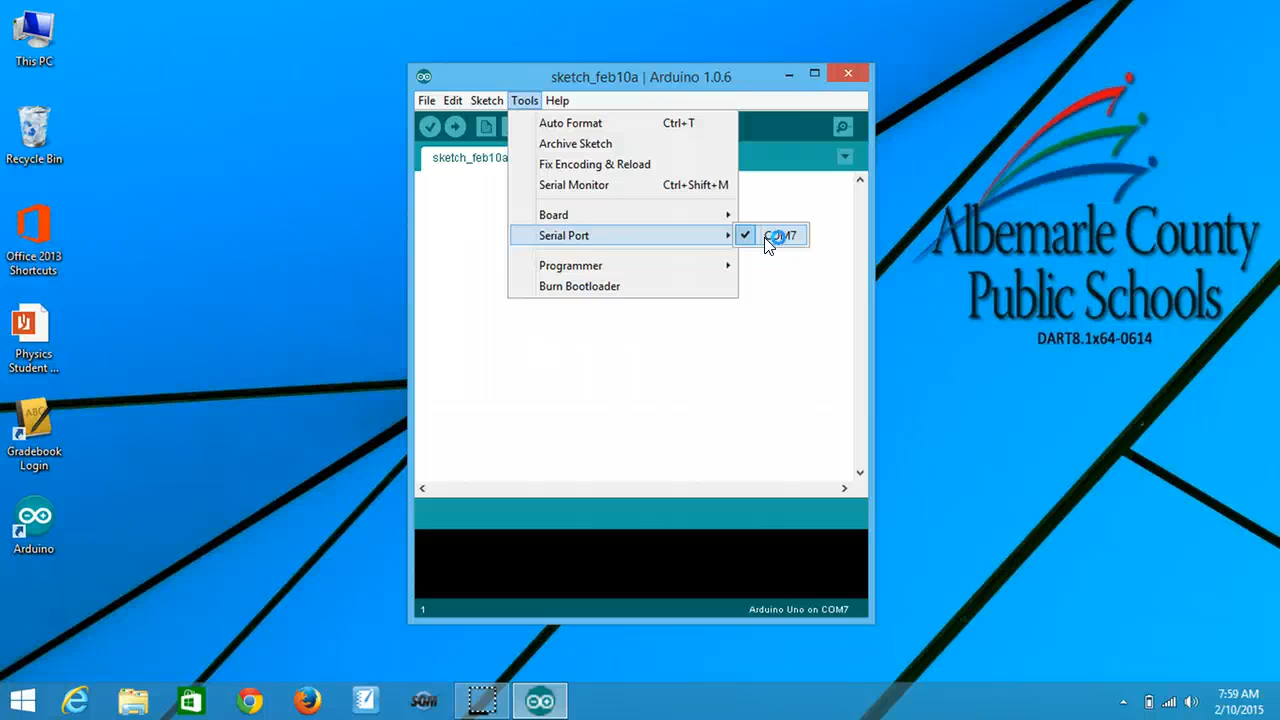 This PC
Recycle Bin
Office 2013
Shortcuts
Physics
Student ...
Gradebook
Login
Arduino
sketch_feb10a | Arduino 1.0.6
File Edit Sketch Tools Help
sketch_feb10a
Auto Format Ctrl+T
Archive Sketch
Fix Encoding & Reload
Serial Monitor Ctrl+Shift+M
Board
Serial Port
COM7
Programmer
Burn Bootloader
1
Arduino Uno on COM7
Albemarle County
Public Schools
DART8.1x64-0614
7:59 AM
2/10/2015